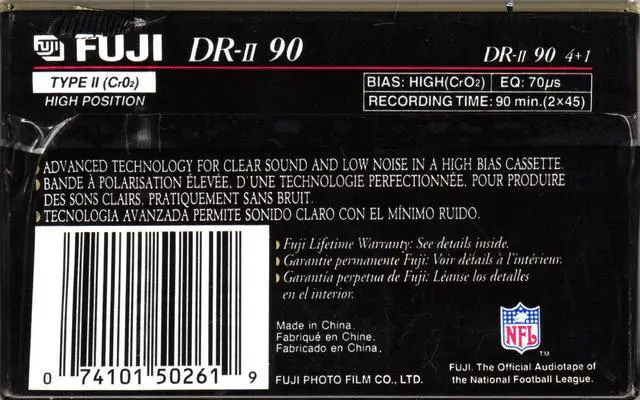 FUJI FUJI DR-II 90 DR-II 90 4+1
TYPE II (CrO2)
HIGH POSITION
BIAS: HIGH(CrO2) EQ: 70µs
RECORDING TIME: 90 min.(2×45)
ADVANCED TECHNOLOGY FOR CLEAR SOUND AND LOW NOISE IN A HIGH BIAS CASSETTE.
BANDE À POLARISATION ÉLEVÉE, D'UNE TECHNOLOGIE PERFECTIONNÉE, POUR PRODUIRE
DES SONS CLAIRS, PRATIQUEMENT SANS BRUIT.
TECNOLOGIA AVANZADA PERMITE SONIDO CLARO CON EL MÍNIMO RUIDO.
Fuji Lifetime Warranty: See details inside.
Garantie permanente Fuji: Voir détails à l'intérieur.
Garantía perpetua de Fuji: Léanse los detalles
en el interior.
Made in China.
Fabriqué en Chine.
Fabricado en China.
FUJI PHOTO FILM CO., LTD.
0 74101 50261 9
NFL
TM
FUJI. The Official Audiotape of
the National Football League.